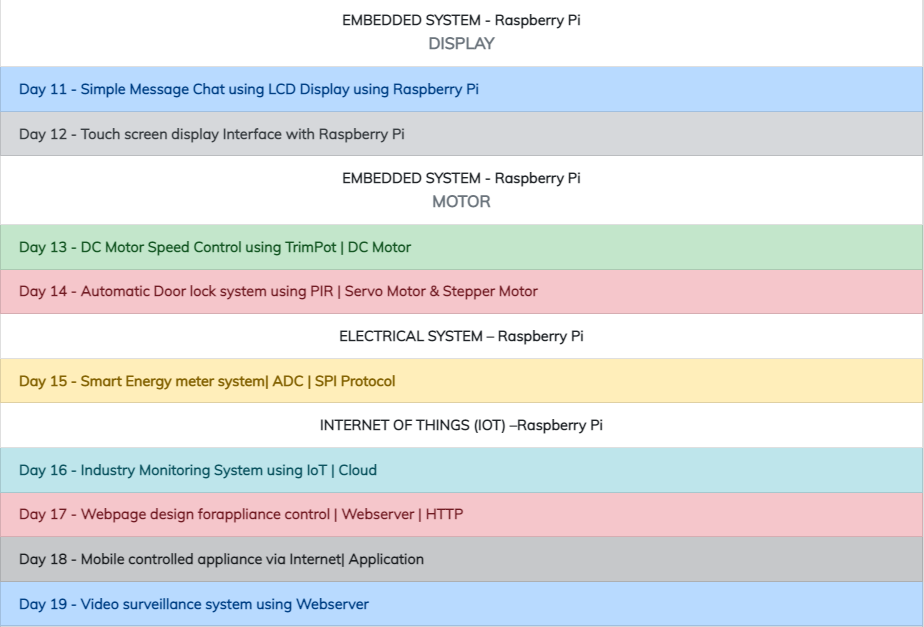 EMBEDDED SYSTEM - Raspberry Pi
DISPLAY
Day 11 - Simple Message Chat using LCD Display using Raspberry Pi
Day 12 - Touch screen display Interface with Raspberry Pi
EMBEDDED SYSTEM - Raspberry Pi
MOTOR
Day 13 - DC Motor Speed Control using TrimPot | DC Motor
Day 14 - Automatic Door lock system using PIR | Servo Motor & Stepper Motor
ELECTRICAL SYSTEM – Raspberry Pi
Day 15 - Smart Energy meter system| ADC | SPI Protocol
INTERNET OF THINGS (IOT) –Raspberry Pi
Day 16 - Industry Monitoring System using IoT | Cloud
Day 17 - Webpage design forappliance control | Webserver | HTTP
Day 18 - Mobile controlled appliance via Internet| Application
Day 19 - Video surveillance system using Webserver